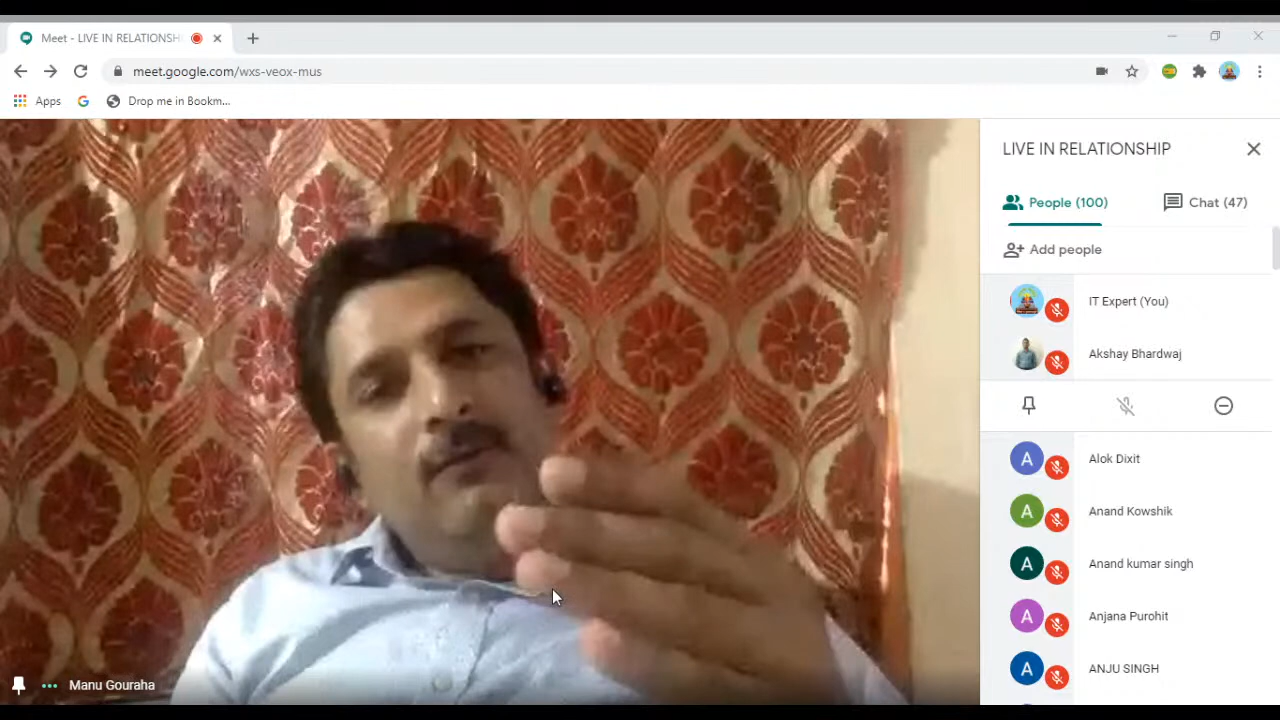 Meet - LIVE IN RELATIONSH
meet.google.com/wxs-veox-mus
Apps
G
Drop me in Bookm...
LIVE IN RELATIONSHIP
People (100)
Chat (47)
Add people
IT Expert (You)
Akshay Bhardwaj
A
Alok Dixit
A
Anand Kowshik
A
Anand kumar singh
A
Anjana Purohit
A
ANJU SINGH
Manu Gouraha